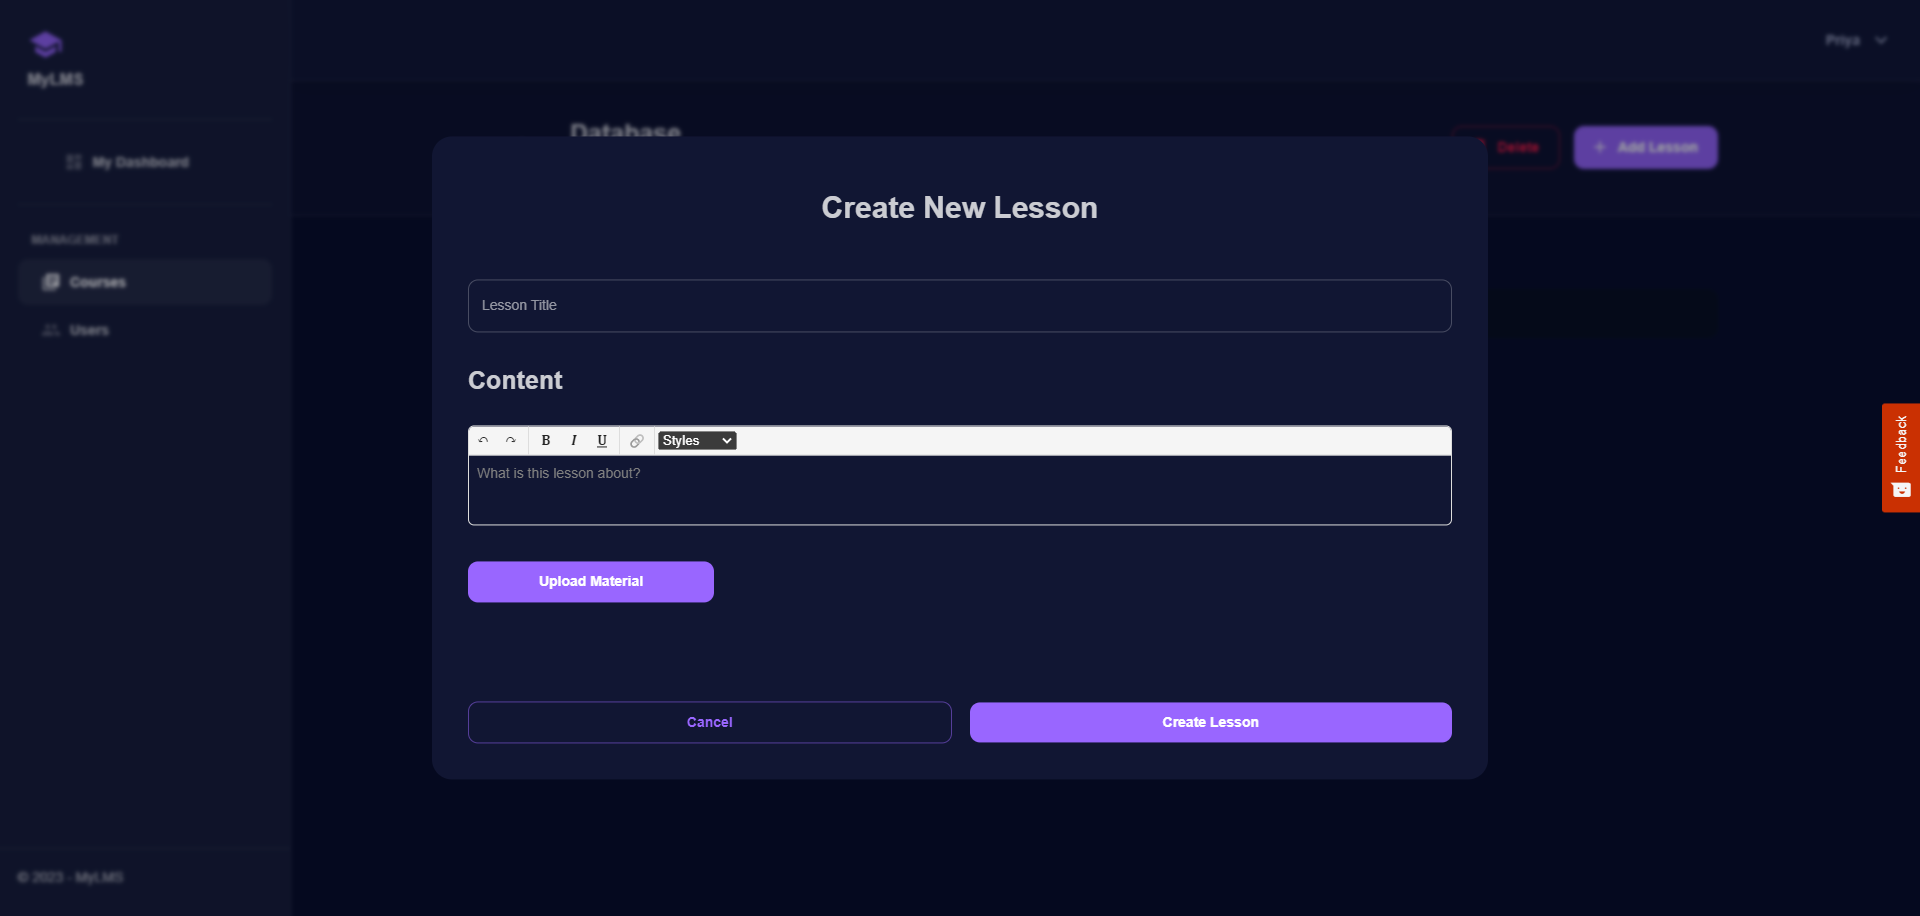 MyLMS
Priya
My Dashboard
Database
Delete
+ Add Lesson
MANAGEMENT
Courses
Users
Create New Lesson
Lesson Title
Content
B I U Styles
What is this lesson about?
Upload Material
Cancel
Create Lesson
Feedback
© 2023 - MyLMS